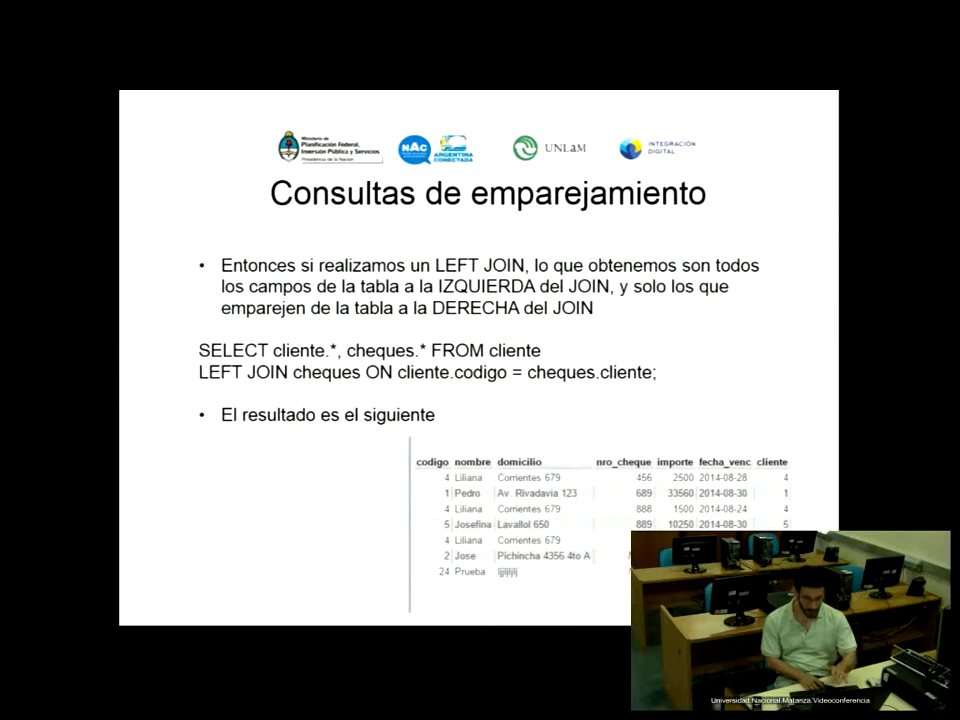 Ministerio de
Planificación Federal,
Inversión Pública y Servicios
Presidencia de la Nación
NAC
ARGENTINA
CONECTADA
UNLaM
INTEGRACIÓN
DIGITAL
Consultas de emparejamiento
• Entonces si realizamos un LEFT JOIN, lo que obtenemos son todos
los campos de la tabla a la IZQUIERDA del JOIN, y solo los que
emparejen de la tabla a la DERECHA del JOIN
SELECT cliente.*, cheques.* FROM cliente
LEFT JOIN cheques ON cliente.codigo = cheques.cliente;
• El resultado es el siguiente
codigo nombre domicilio nro_cheque importe fecha_venc cliente
4 Liliana Corrientes 679 456 2500 2014-08-28 4
1 Pedro Av. Rivadavia 123 689 33560 2014-08-30 1
4 Liliana Corrientes 679 888 1500 2014-08-24 4
5 Josefina Lavallol 650 889 10250 2014-08-30 5
4 Liliana Corrientes 679
2 Jose Pichincha 4356 4to A
24 Prueba
Universidad.Nacional.Matanza.Videoconferencia